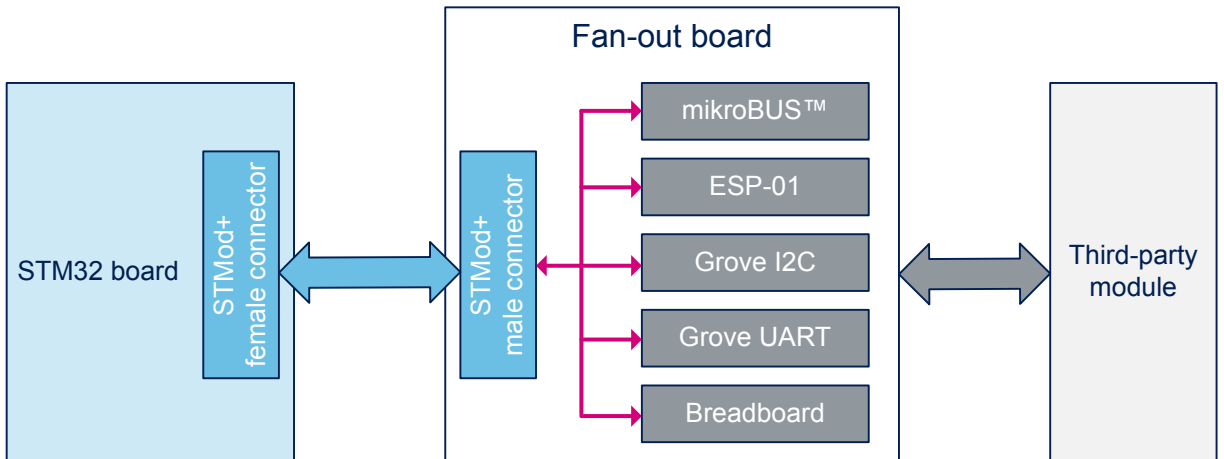 Fan-out board
STM32 board
STMod+
female connector
STMod+
male connector
mikroBUS™
ESP-01
Grove I2C
Grove UART
Breadboard
Third-party
module